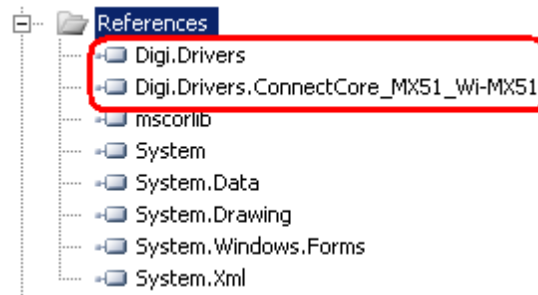 References
Digi.Drivers
Digi.Drivers.ConnectCore_MX51_Wi-MX51
mscorlib
System
System.Data
System.Drawing
System.Windows.Forms
System.Xml